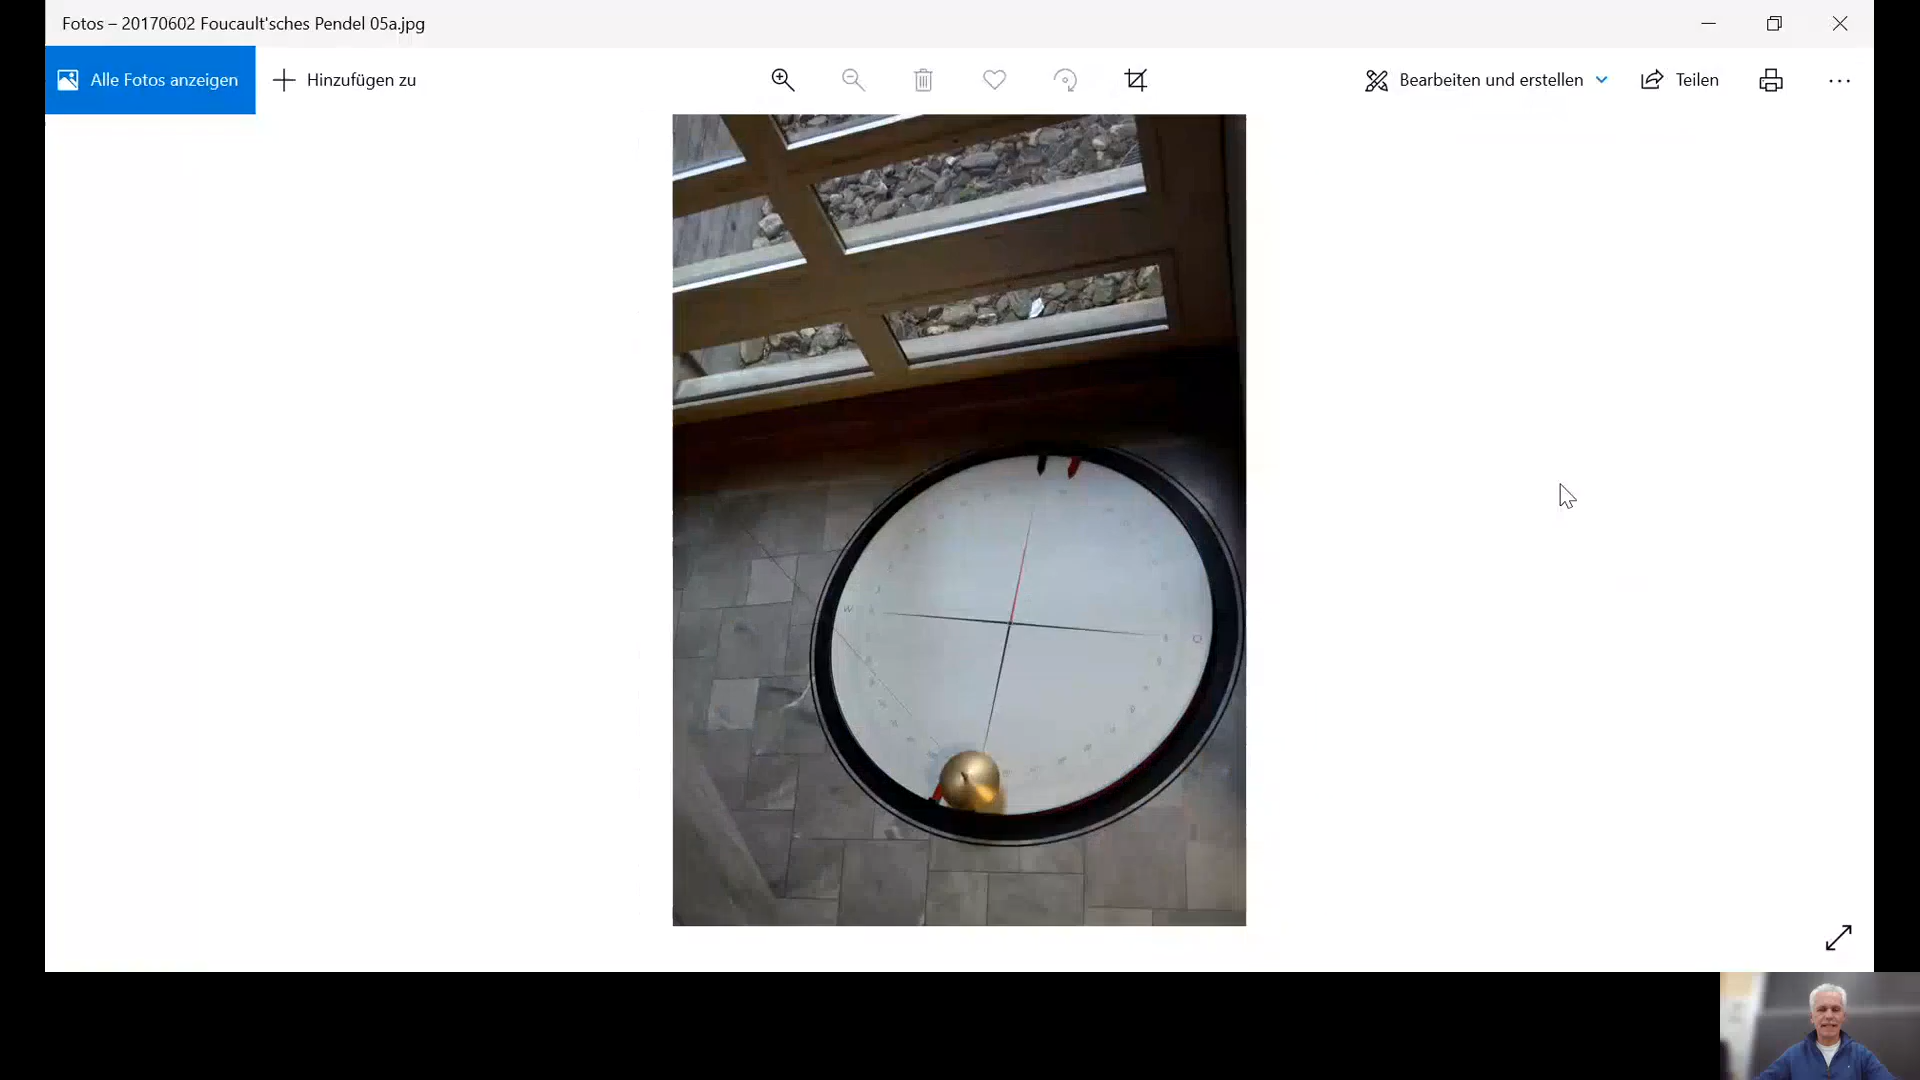 Fotos – 20170602 Foucault'sches Pendel 05a.jpg
Alle Fotos anzeigen
Hinzufügen zu
Bearbeiten und erstellen
Teilen
W
O